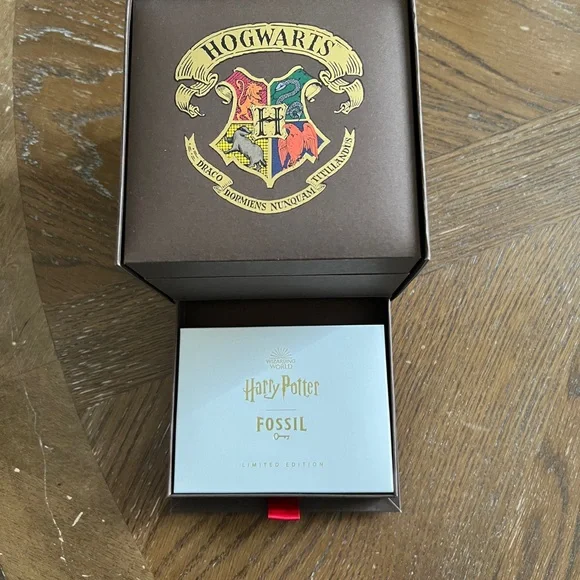 HOGWARTS
H
DRACO DORMIENS NUNQUAM TITILLANDUS
WIZARDING
WORLD
Harry Potter
FOSSIL
LIMITED EDITION